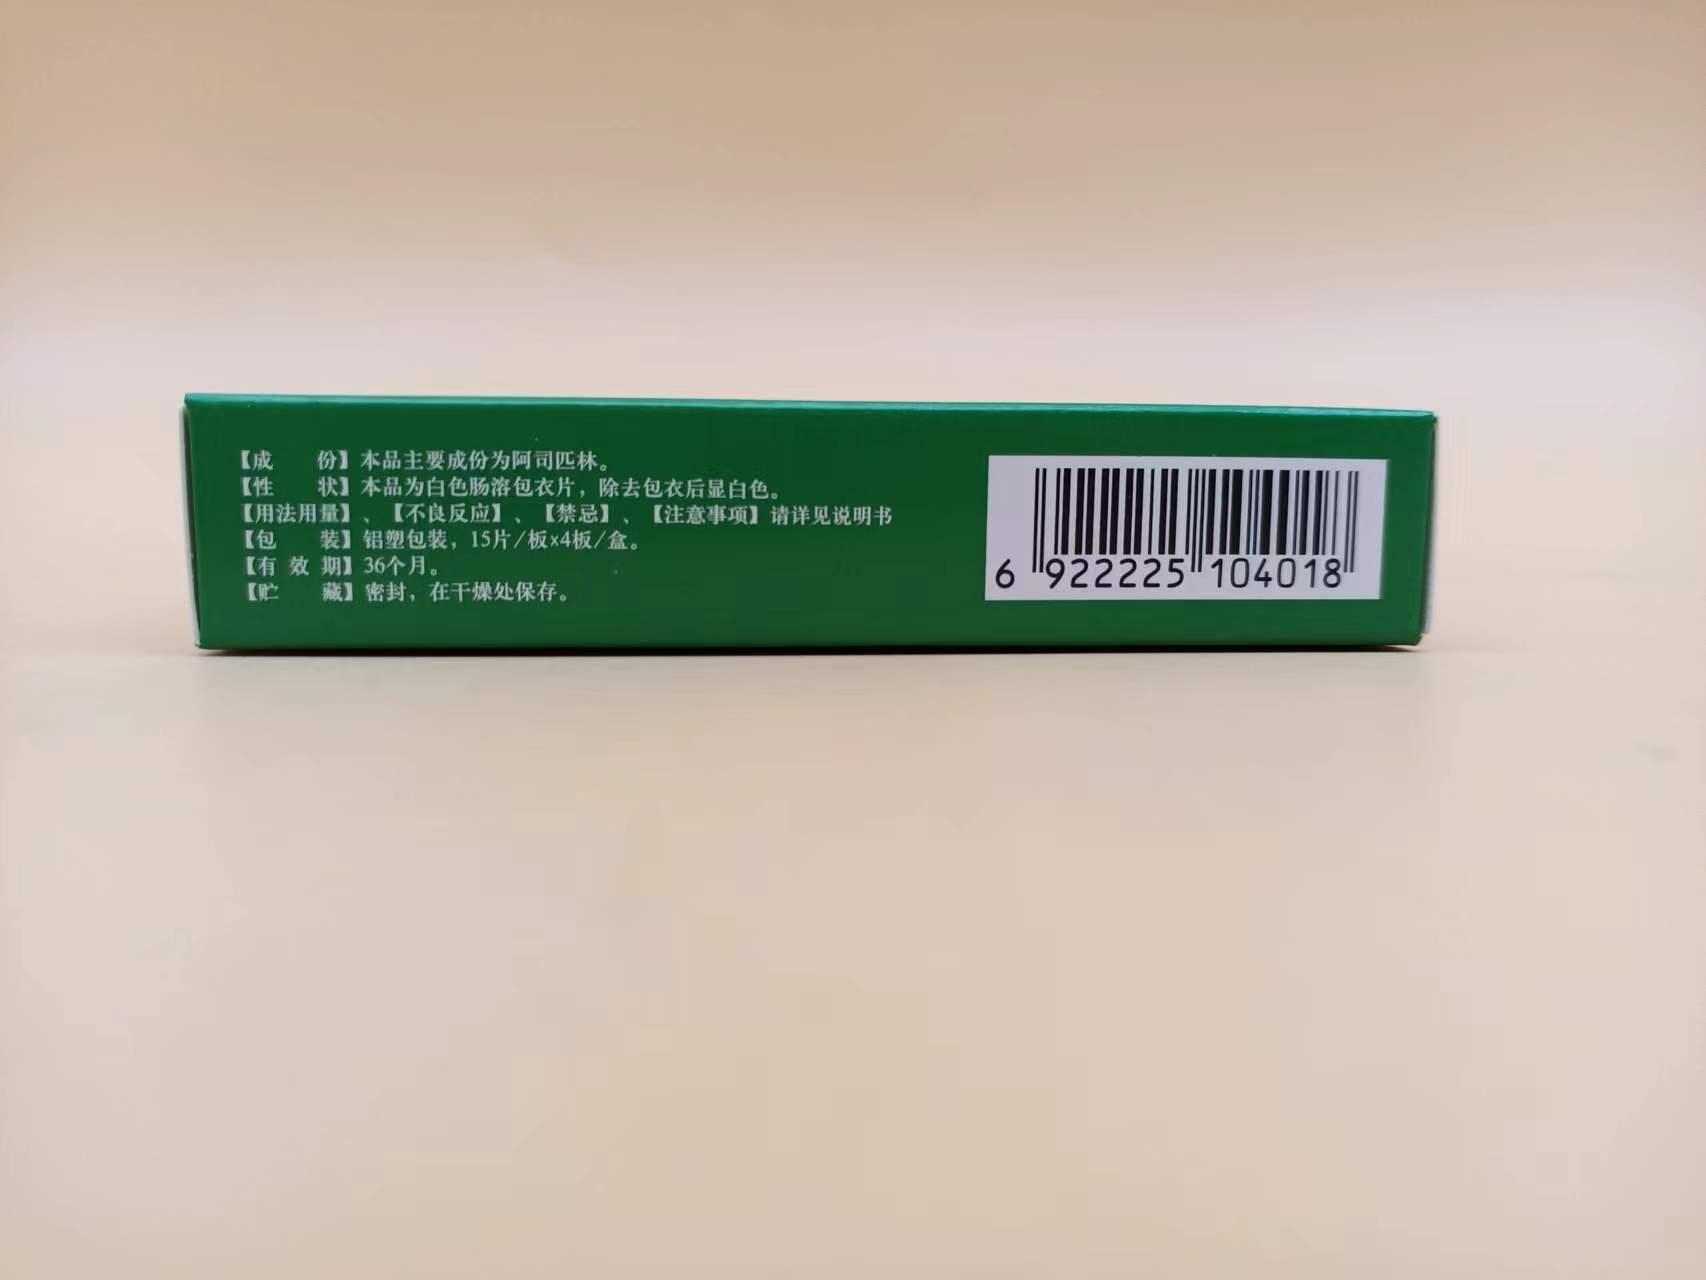 【成 份】本品主要成份为阿司匹林。
【性 状】本品为白色肠溶包衣片，除去包衣后显白色。
【用法用量】、【不良反应】、【禁忌】、【注意事项】请详见说明书
【包 装】铝塑包装，15片/板×4板/盒。
【有 效 期】36个月。
【贮 藏】密封，在干燥处保存。
6 922225 104018